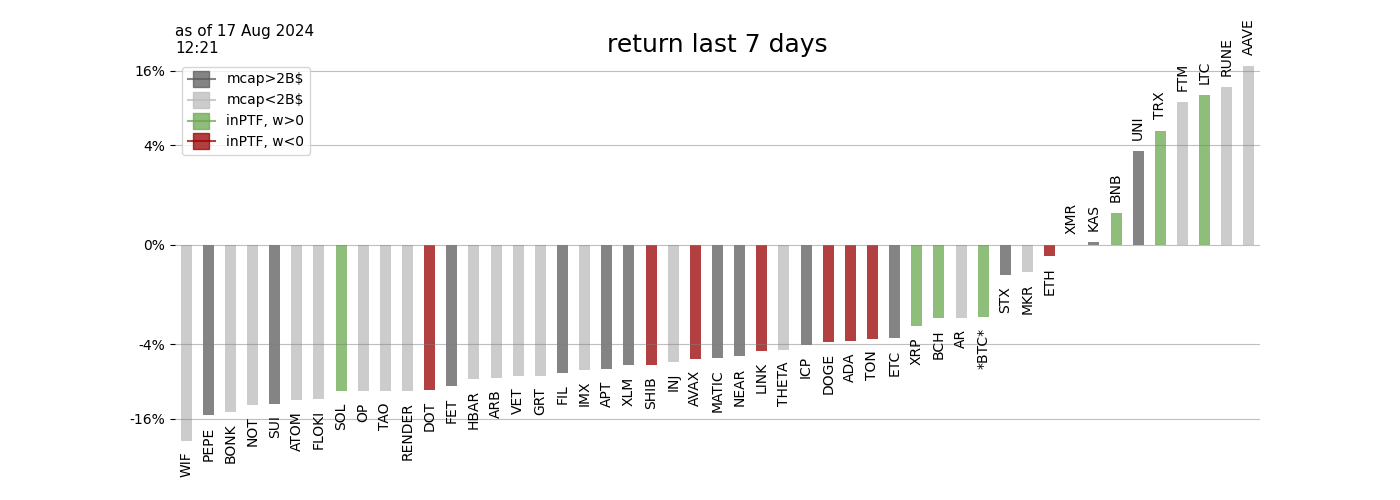 as of 17 Aug 2024
12:21
return last 7 days
mcap>2B$
mcap<2B$
inPTF, w>0
inPTF, w<0
16%
4%
0%
-4%
-16%
WIF
PEPE
BONK
NOT
SUI
ATOM
FLOKI
SOL
OP
TAO
RENDER
DOT
FET
HBAR
ARB
VET
GRT
FIL
IMX
APT
XLM
SHIB
INJ
AVAX
MATIC
NEAR
LINK
THETA
ICP
DOGE
ADA
TON
ETC
XRP
BCH
AR
*BTC*
STX
MKR
ETH
XMR
KAS
BNB
UNI
TRX
FTM
LTC
RUNE
AAVE